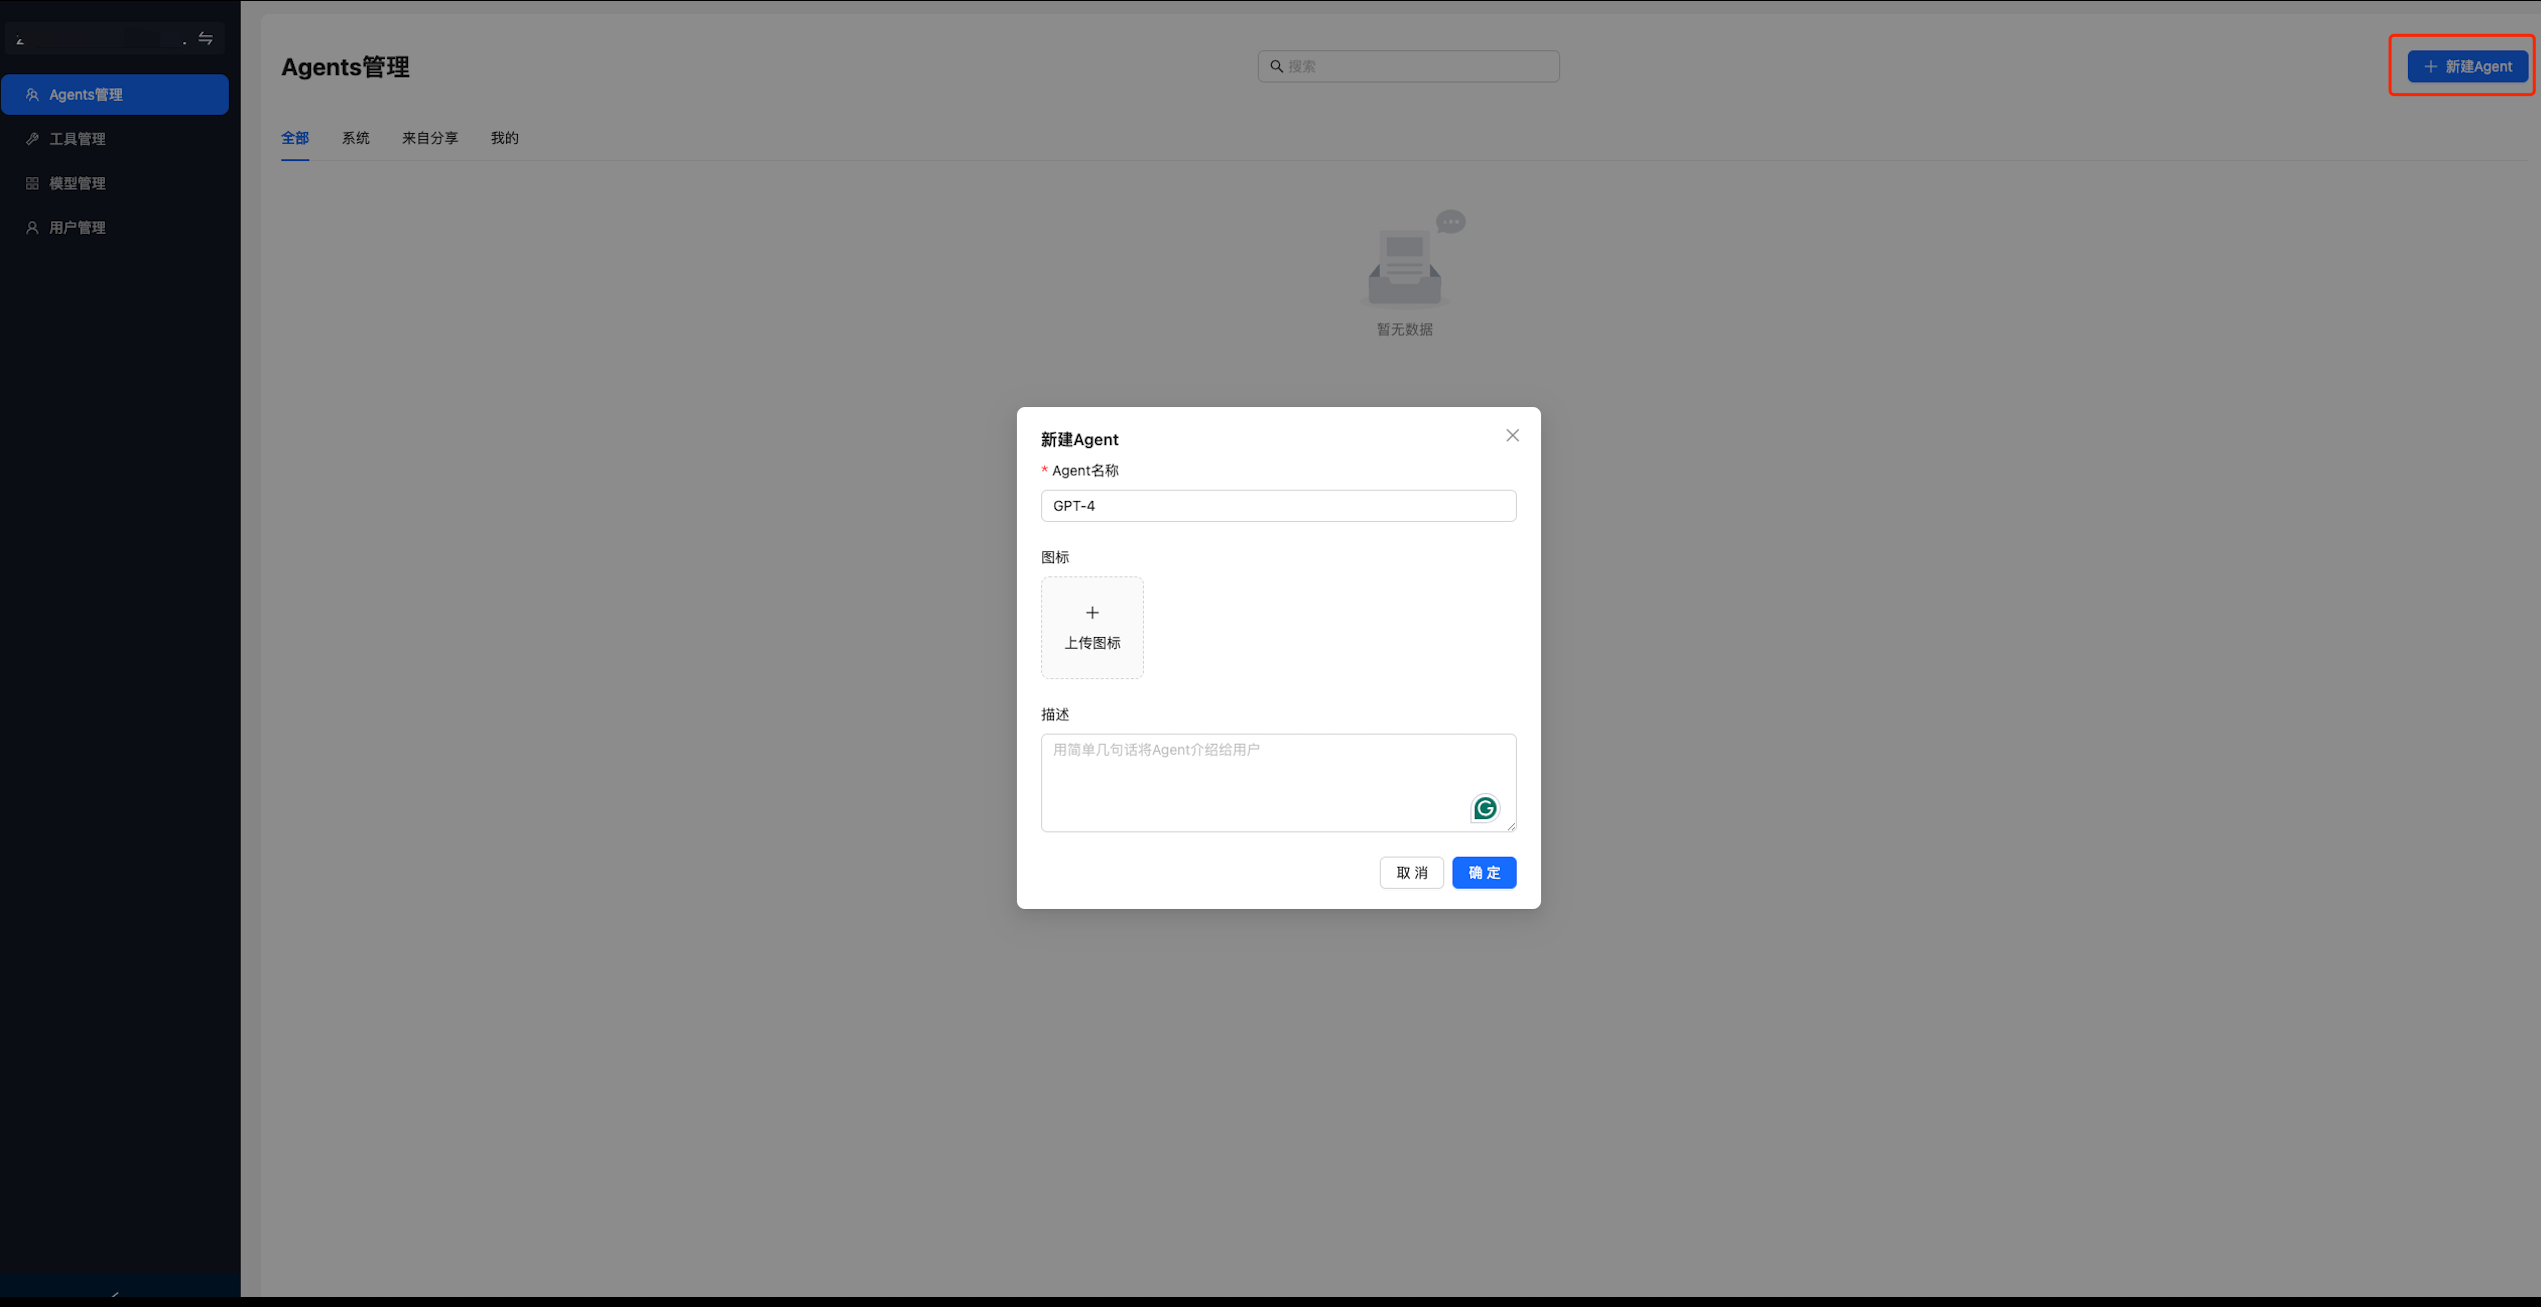 Agents管理
工具管理
模型管理
用户管理
Agents管理
搜索
新建Agent
全部 系统 来自分享 我的
暂无数据
新建Agent
* Agent名称
GPT-4
图标
上传图标
描述
用简单几句话将Agent介绍给用户
取 消 确 定